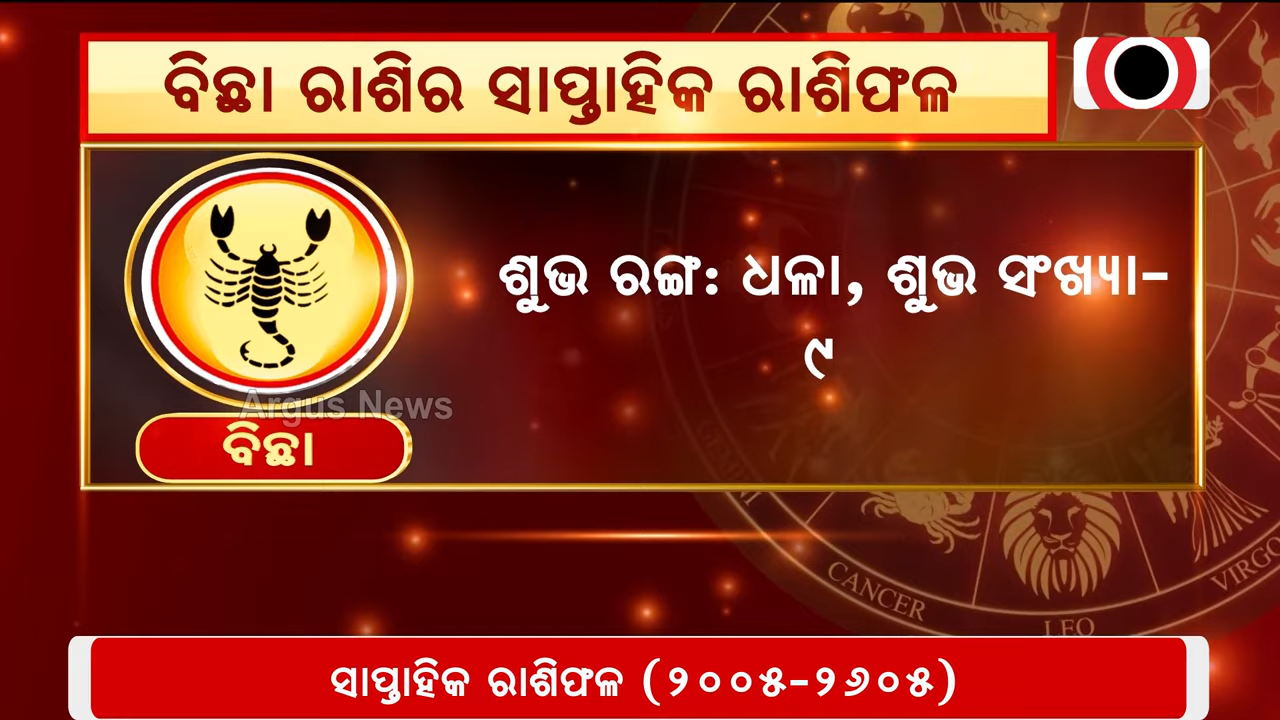 ବିଛା ରାଶିର ସାପ୍ତାହିକ ରାଶିଫଳ
ଶୁଭ ରଙ୍ଗ: ଧଳା, ଶୁଭ ସଂଖ୍ୟା-
୯
Argus News
ବିଛା
CANCER
LEO
VIRGO
ସାପ୍ତାହିକ ରାଶିଫଳ (୨୦୦୫-୨୬୦୫)